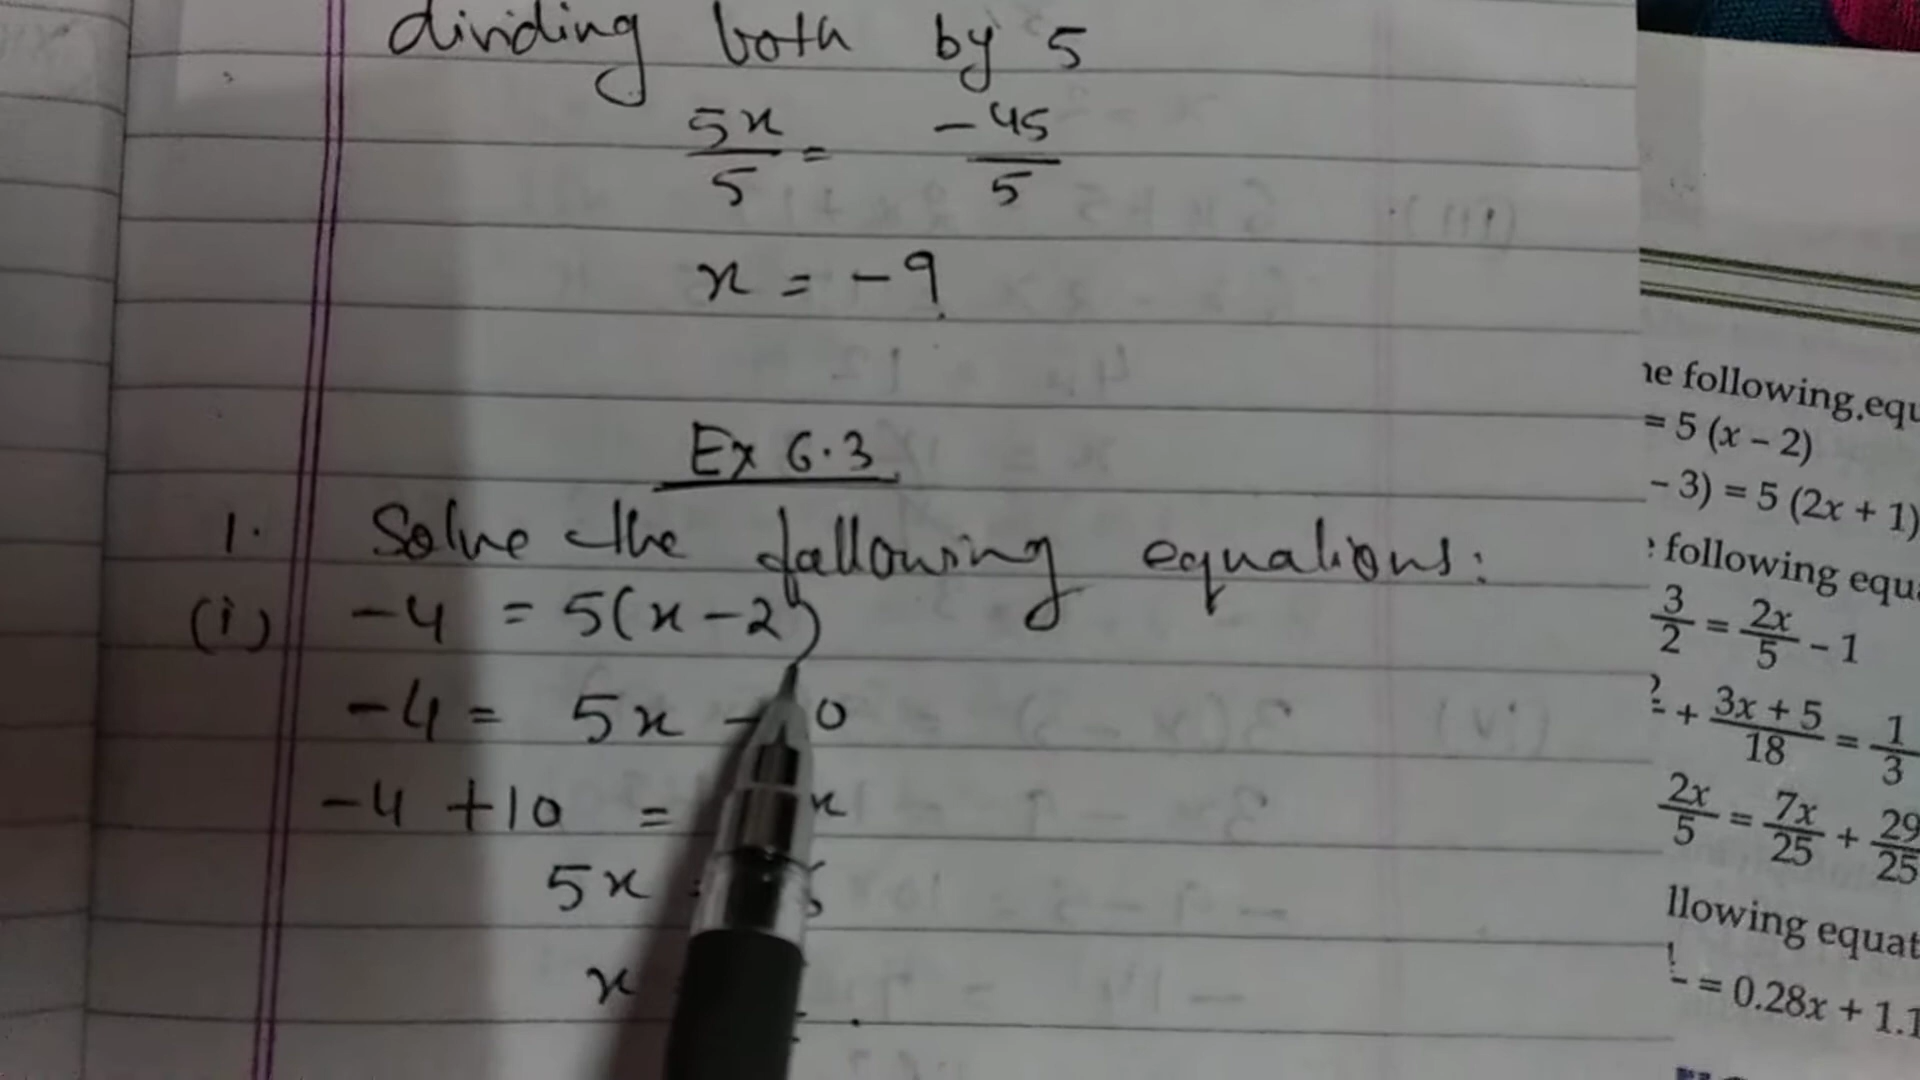 dividing both by 5
5x/5 = -45/5
x = -9
Ex 6.3
1. Solve the following equations:
(i) -4 = 5(x-2)
-4 = 5x - 0
-4 +10 = x
5x
x
following equ
= 5 (x – 2)
– 3) = 5 (2x + 1)
following equ
3/2 = 2x/5 – 1
+ 3x + 5/18 = 1/3
2x/5 = 7x/25 + 29/25
llowing equat
= 0.28x + 1.1